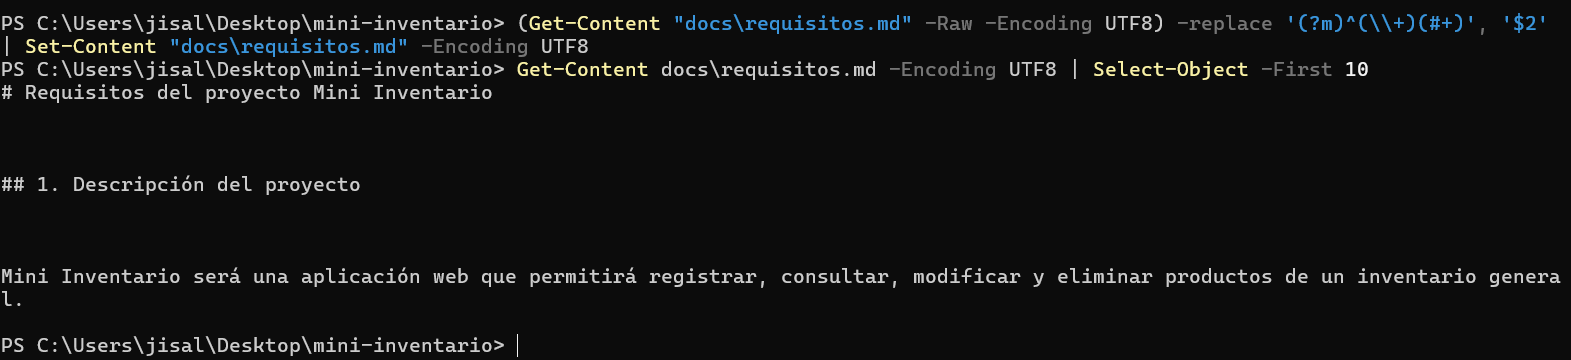 PS C:\Users\jisal\Desktop\mini-inventario> (Get-Content "docs\requisitos.md" -Raw -Encoding UTF8) -replace '(?m)^(\\+)(#+)', '$2'
| Set-Content "docs\requisitos.md" -Encoding UTF8
PS C:\Users\jisal\Desktop\mini-inventario> Get-Content docs\requisitos.md -Encoding UTF8 | Select-Object -First 10
# Requisitos del proyecto Mini Inventario
## 1. Descripción del proyecto
Mini Inventario será una aplicación web que permitirá registrar, consultar, modificar y eliminar productos de un inventario genera
l.
PS C:\Users\jisal\Desktop\mini-inventario>